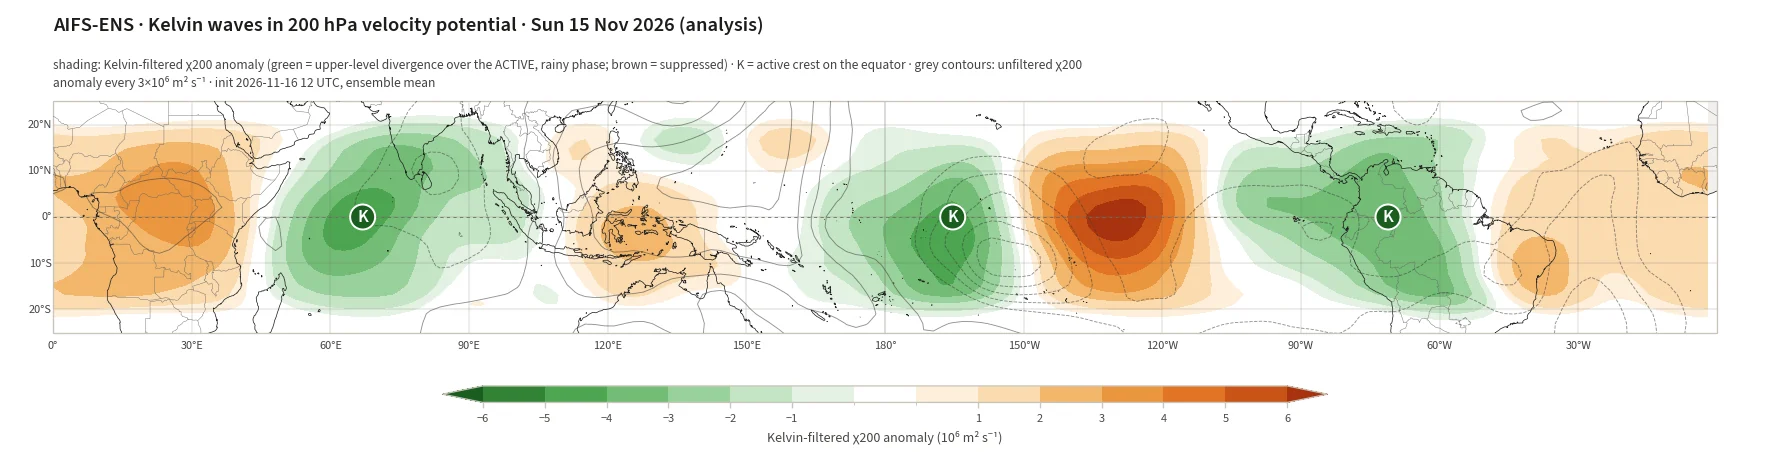 AIFS-ENS · Kelvin waves in 200 hPa velocity potential · Sun 15 Nov 2026 (analysis)
shading: Kelvin-filtered χ200 anomaly (green = upper-level divergence over the ACTIVE, rainy phase; brown = suppressed) · K = active crest on the equator · grey contours: unfiltered χ200
anomaly every 3×10⁶ m² s⁻¹ · init 2026-11-16 12 UTC, ensemble mean
20°N
10°N
0°
10°S
20°S
K K K
0° 30°E 60°E 90°E 120°E 150°E 180° 150°W 120°W 90°W 60°W 30°W
−6 −5 −4 −3 −2 −1 1 2 3 4 5 6
Kelvin-filtered χ200 anomaly (10⁶ m² s⁻¹)